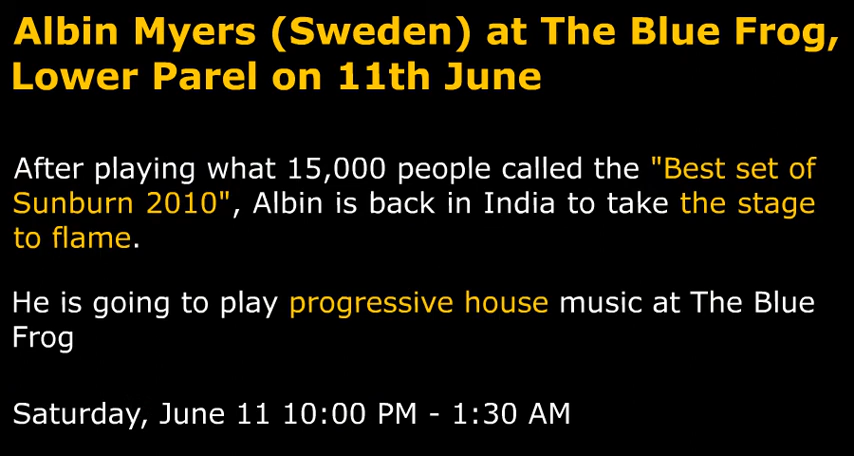 Albin Myers (Sweden) at The Blue Frog,
Lower Parel on 11th June
After playing what 15,000 people called the "Best set of
Sunburn 2010", Albin is back in India to take the stage
to flame.
He is going to play progressive house music at The Blue
Frog
Saturday, June 11 10:00 PM - 1:30 AM